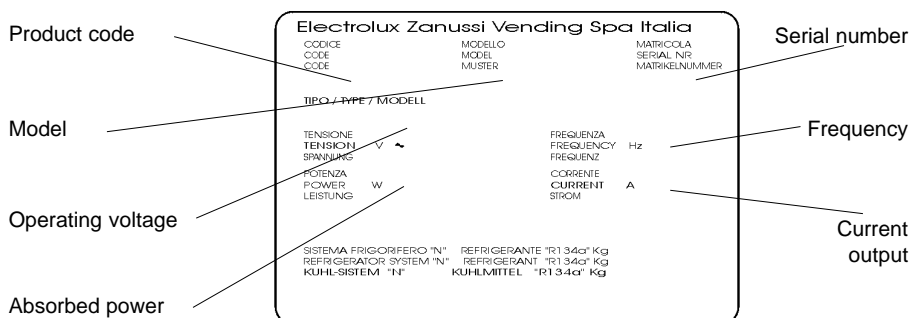 Electrolux Zanussi Vending Spa Italia
Product code
CODICE MODELLO MATRICOLA
CODE MODEL SERIAL NR
CODE MUSTER MATRIKELNUMMER
Serial number
TIPO / TYPE / MODELL
Model
TENSIONE FREQUENZA
TENSION V ~ FREQUENCY Hz
SPANNUNG FREQUENZ
Frequency
POTENZA CORRENTE
POWER W CURRENT A
LEISTUNG STROM
Operating voltage
Current
output
SISTEMA FRIGORIFERO "N" REFRIGERANTE "R134a" Kg
REFRIGERATOR SYSTEM "N" REFRIGERANT "R134a" Kg
KUHL-SISTEM "N" KUHLMITTEL "R134a" Kg
Absorbed power